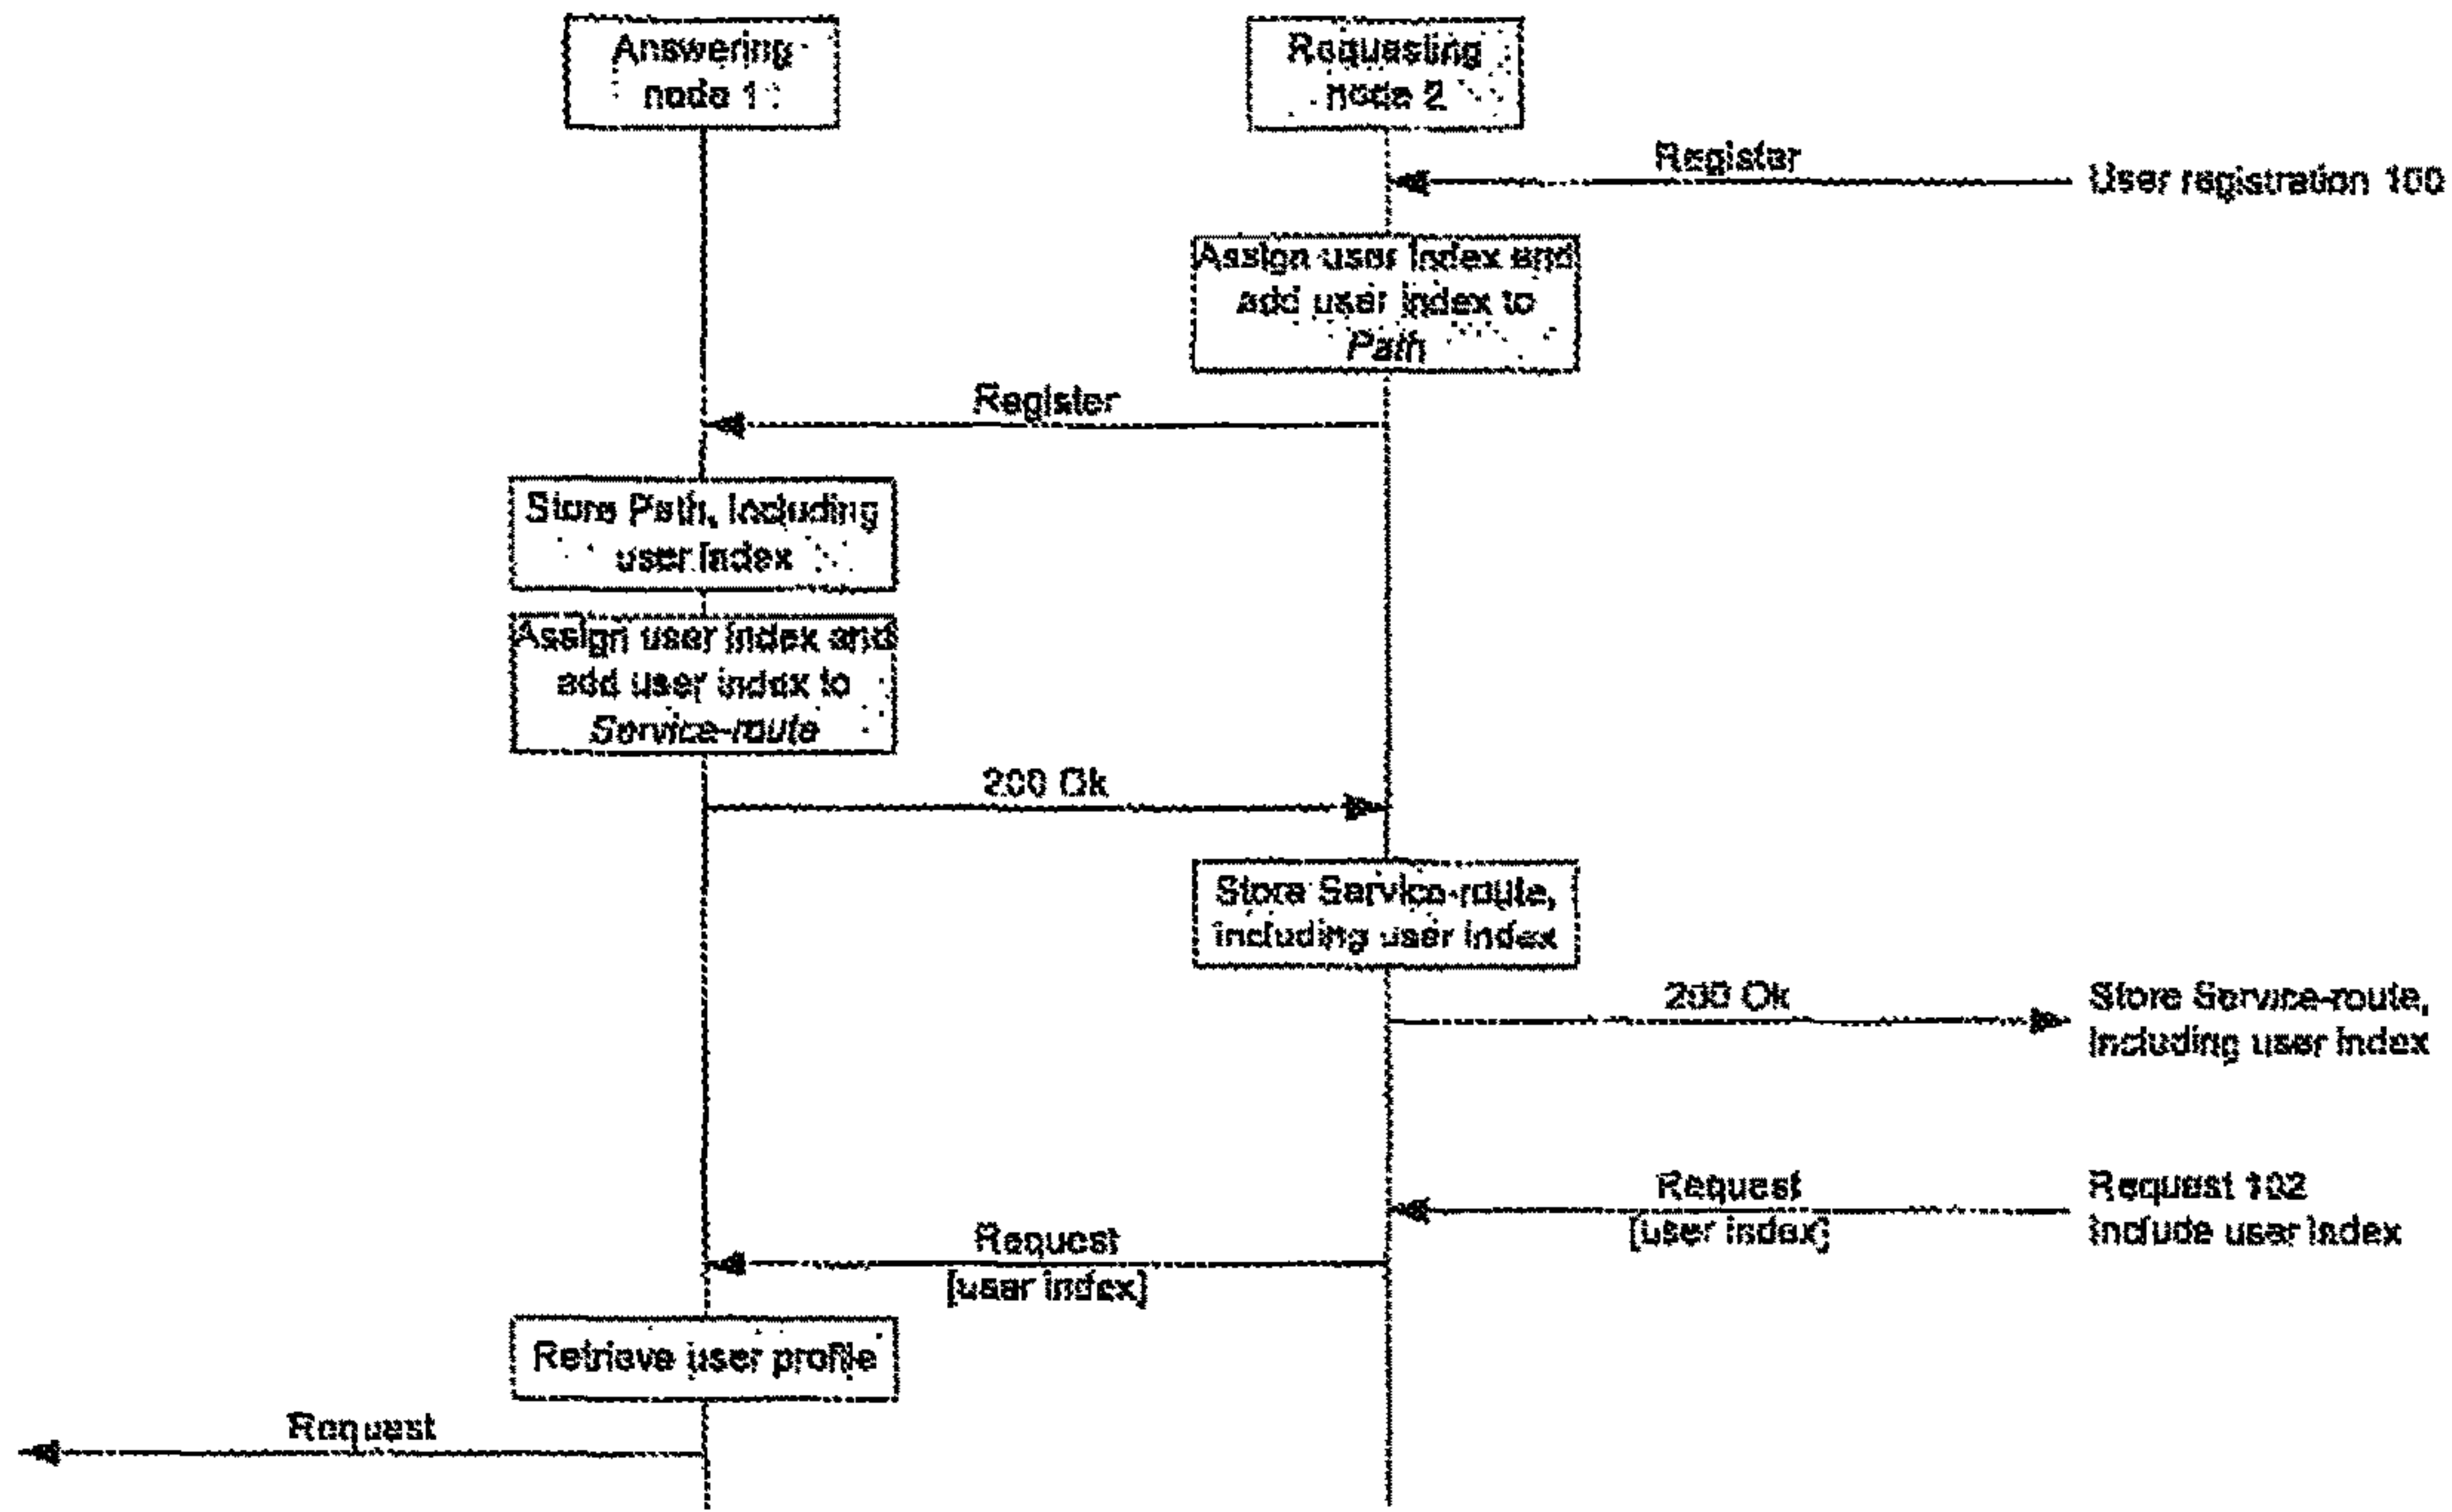 Answering
node 1
Requesting
node 2
Register
User registration 100
Assign user index and
add user index to
Path
Register
Store Path, including
user index
Assign user index and
add user index to
Service-route
200 Ok
Store Service-route,
including user index
200 Ok
Store Service-route,
including user index
Request
[user index]
Request 102
include user index
Request
[user index]
Retrieve user profile
Request